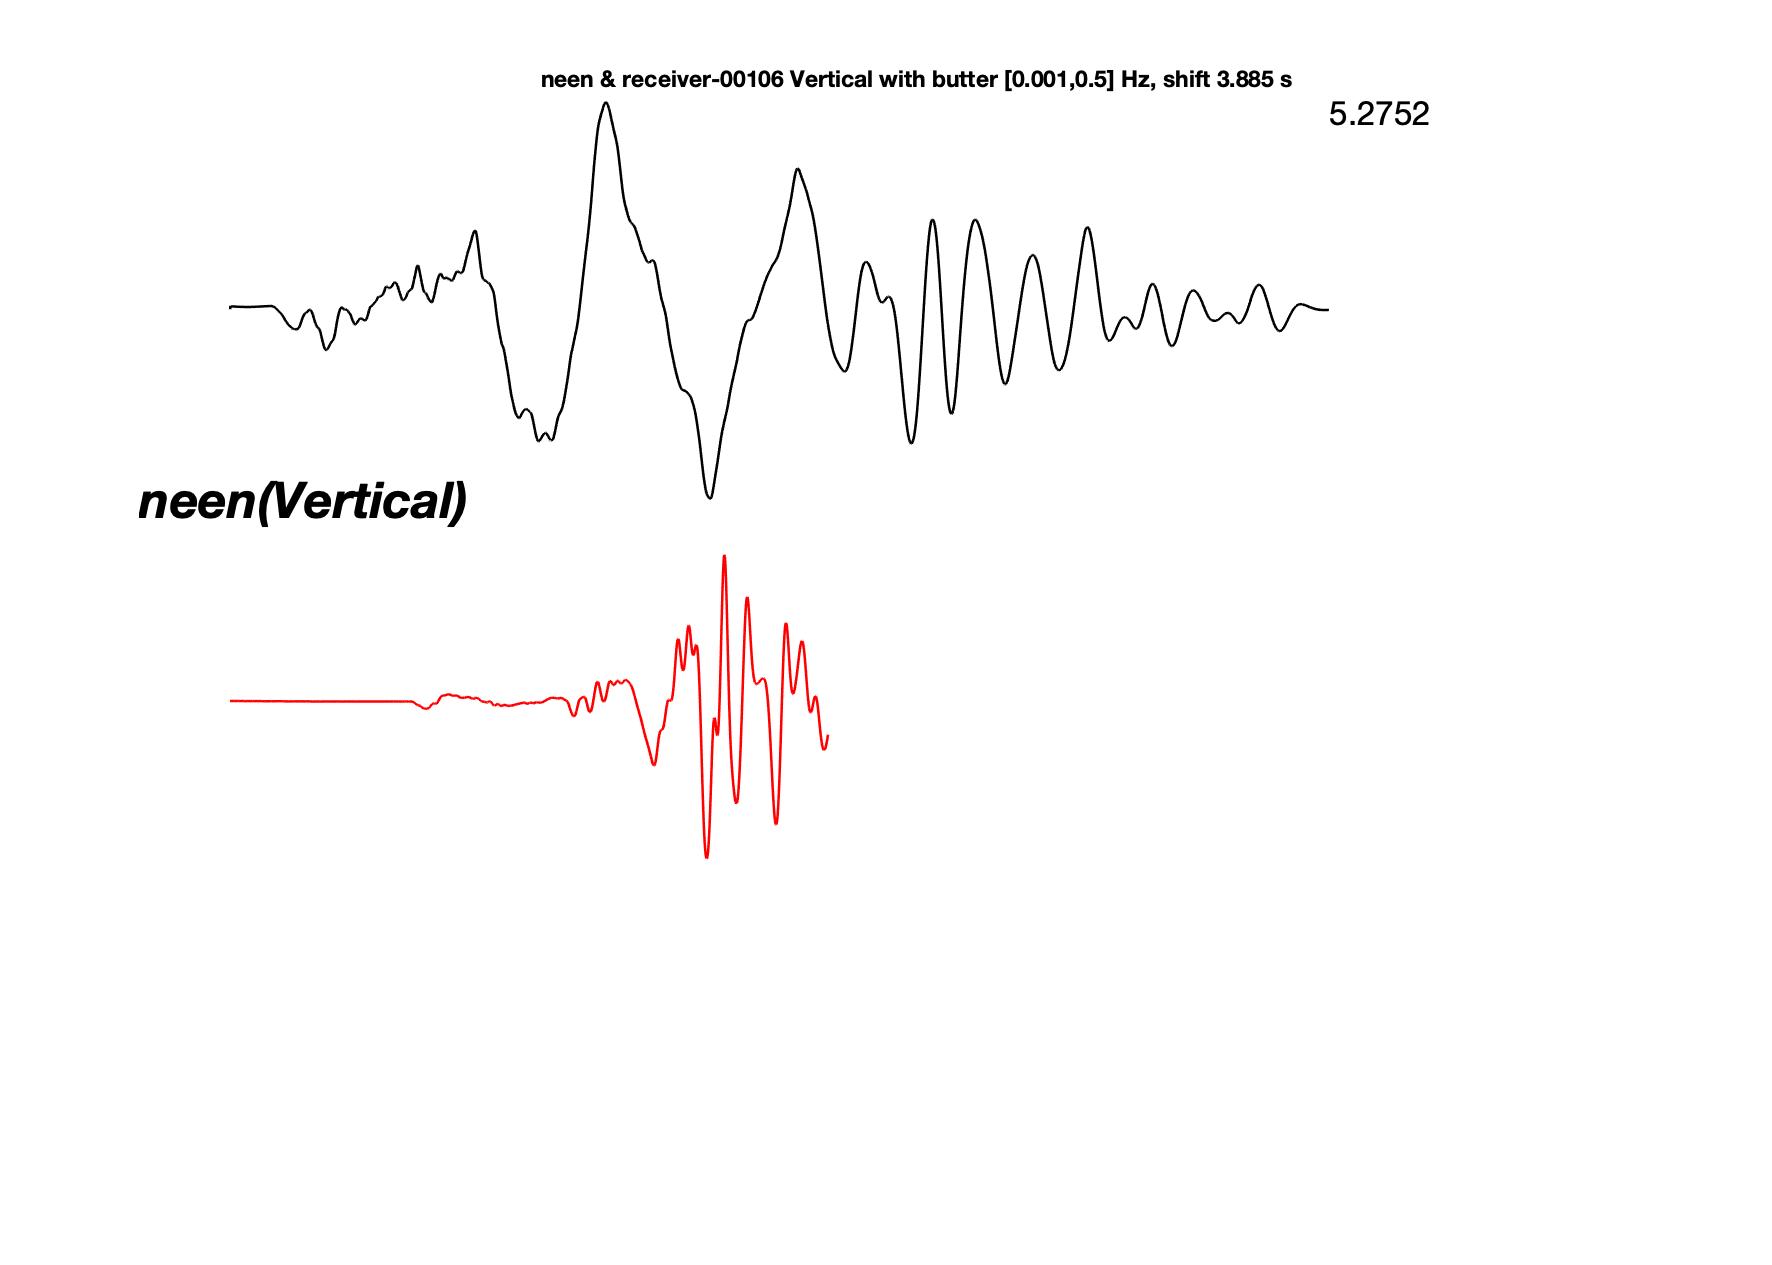 neen & receiver-00106 Vertical with butter [0.001,0.5] Hz, shift 3.885 s
5.2752
neen(Vertical)